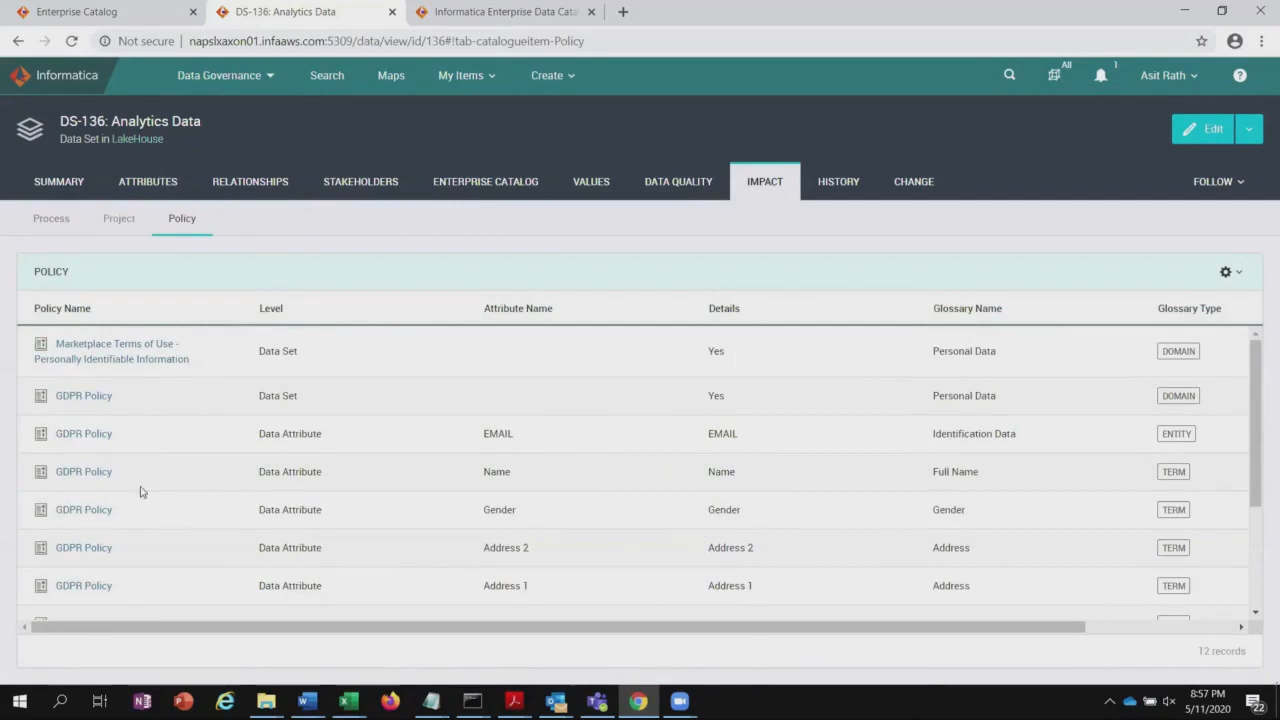 Enterprise Catalog
DS-136: Analytics Data
Informatica Enterprise Data Cata
Not secure
napslxaxon01.infaaws.com:5309/data/view/id/136#!tab-catalogueitem-Policy
Informatica
Data Governance
Search
Maps
My Items
Create
All
1
Asit Rath
?
DS-136: Analytics Data
Data Set in LakeHouse
Edit
SUMMARY
ATTRIBUTES
RELATIONSHIPS
STAKEHOLDERS
ENTERPRISE CATALOG
VALUES
DATA QUALITY
IMPACT
HISTORY
CHANGE
FOLLOW
Process
Project
Policy
POLICY
Policy Name Level Attribute Name Details Glossary Name Glossary Type
Marketplace Terms of Use -
Personally Identifiable Information
Data Set Yes Personal Data DOMAIN
GDPR Policy Data Set Yes Personal Data DOMAIN
GDPR Policy Data Attribute EMAIL EMAIL Identification Data ENTITY
GDPR Policy Data Attribute Name Name Full Name TERM
GDPR Policy Data Attribute Gender Gender Gender TERM
GDPR Policy Data Attribute Address 2 Address 2 Address TERM
GDPR Policy Data Attribute Address 1 Address 1 Address TERM
12 records
8:57 PM
5/11/2020
22